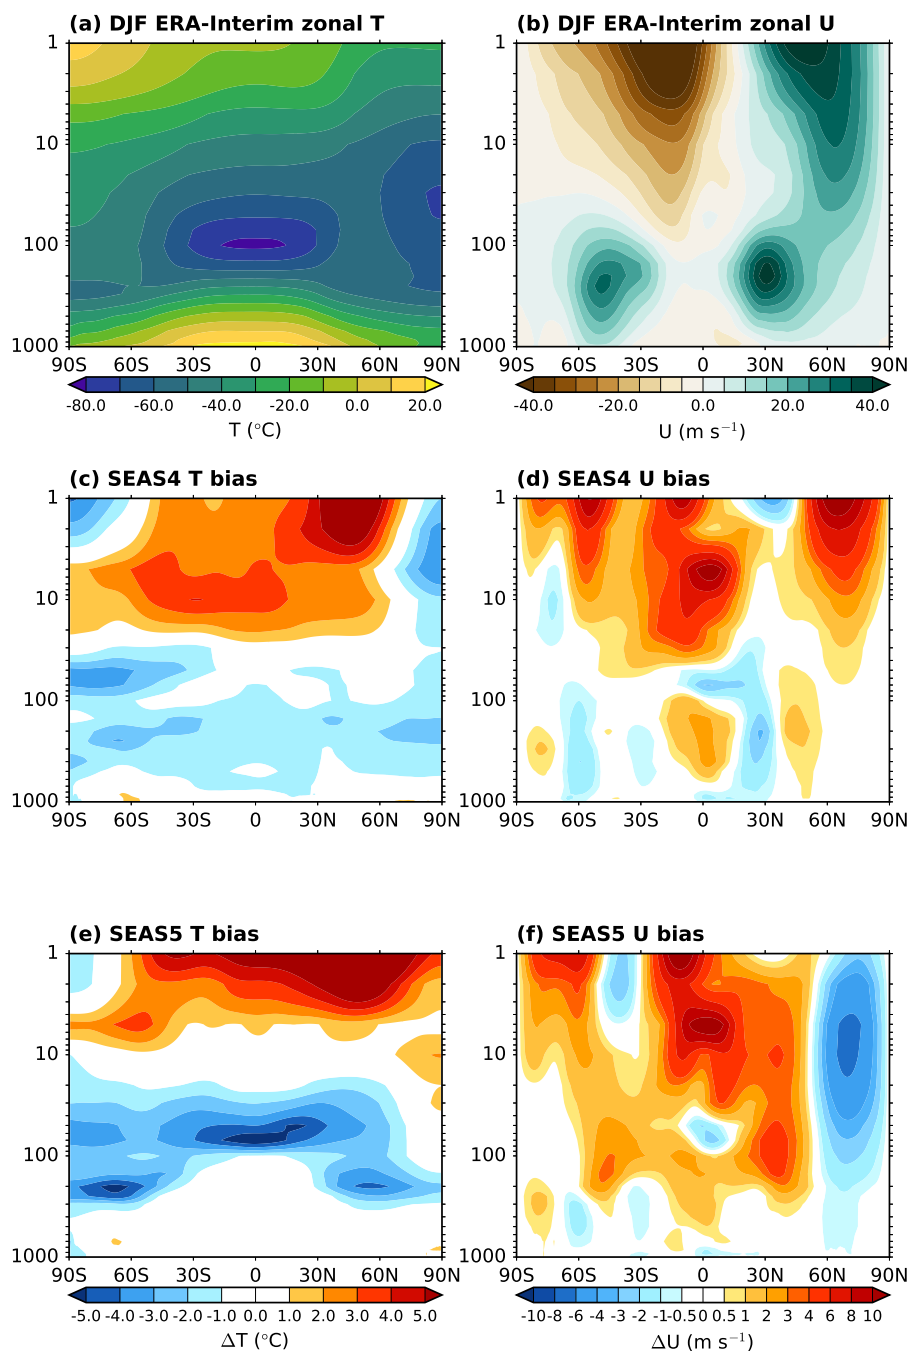 (a) DJF ERA-Interim zonal T
(b) DJF ERA-Interim zonal U
1
10
100
1000
90S 60S 30S 0 30N 60N 90N
-80.0 -60.0 -40.0 -20.0 0.0 20.0
T (°C)
1
10
100
1000
90S 60S 30S 0 30N 60N 90N
-40.0 -20.0 0.0 20.0 40.0
U (m s⁻¹)
(c) SEAS4 T bias
(d) SEAS4 U bias
1
10
100
1000
90S 60S 30S 0 30N 60N 90N
1
10
100
1000
90S 60S 30S 0 30N 60N 90N
(e) SEAS5 T bias
(f) SEAS5 U bias
1
10
100
1000
90S 60S 30S 0 30N 60N 90N
-5.0 -4.0 -3.0 -2.0 -1.0 0.0 1.0 2.0 3.0 4.0 5.0
ΔT (°C)
1
10
100
1000
90S 60S 30S 0 30N 60N 90N
-10 -8 -6 -4 -3 -2 -1 -0.5 0 0.5 1 2 3 4 6 8 10
ΔU (m s⁻¹)